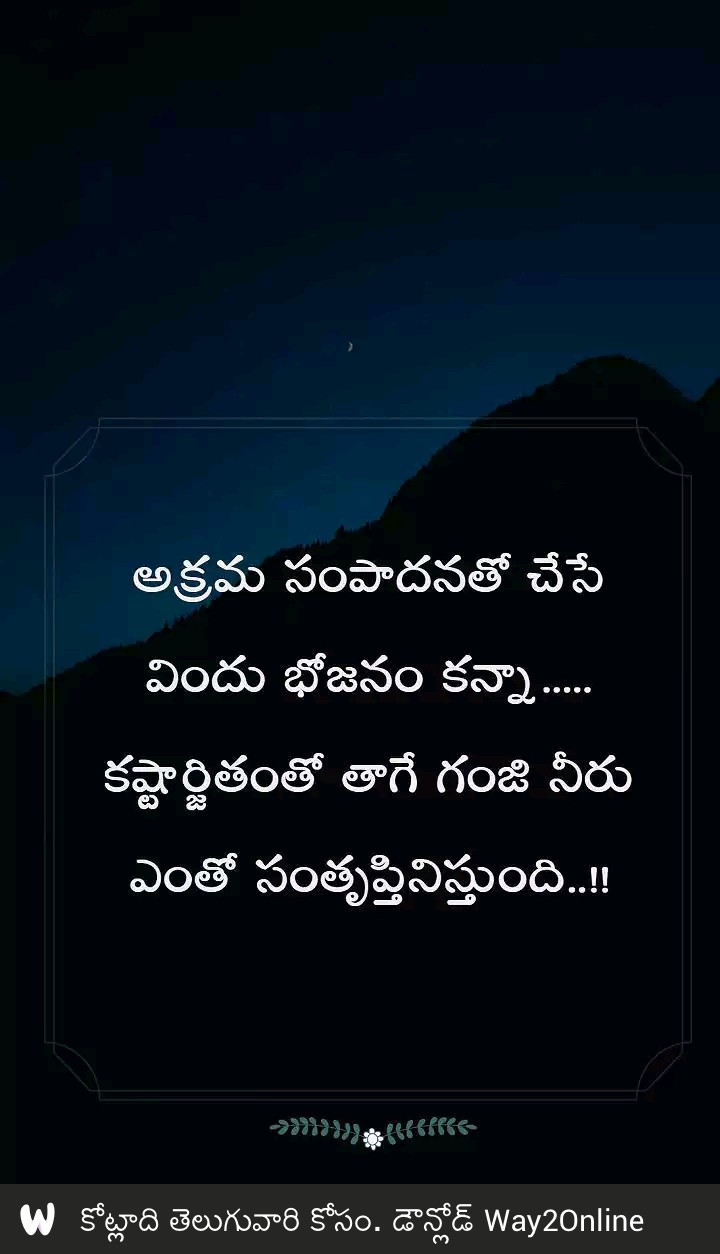 అక్రమ సంపాదనతో చేసే
విందు భోజనం కన్నా.....
కష్టార్జితంతో తాగే గంజి నీరు
ఎంతో సంతృప్తినిస్తుంది..!!
W కోట్లాది తెలుగువారి కోసం. డౌన్లోడ్ Way2Online